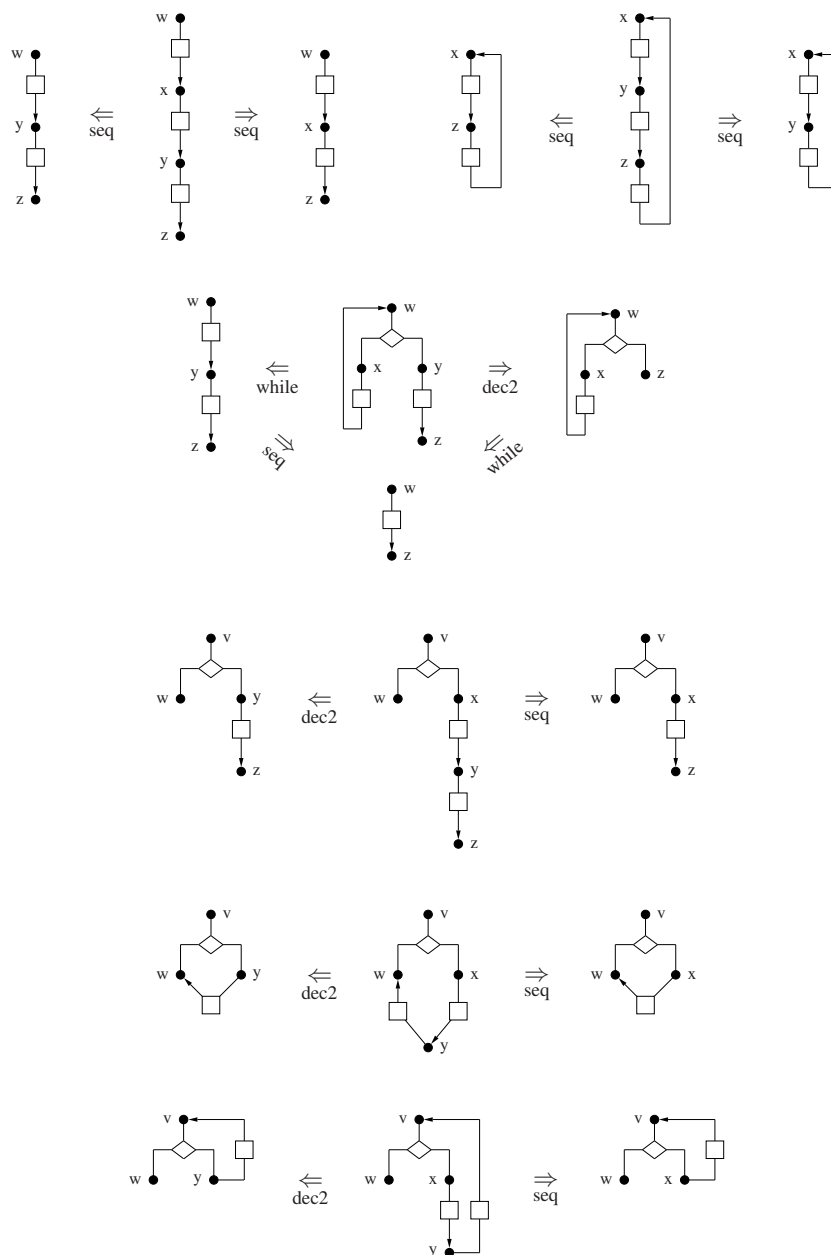 w y z ⇐ seq w x y z ⇒ seq w x z x z ⇐ seq x y z ⇒ seq x y
w y z ⇐ while w x y z ⇒ dec2 w x z
⇒ seq ⇐ while
w z
v w y z ⇐ dec2 v w x y z ⇒ seq v w x z
v w y ⇐ dec2 v w x y ⇒ seq v w x
v w y ⇐ dec2 v w x y ⇒ seq v w x